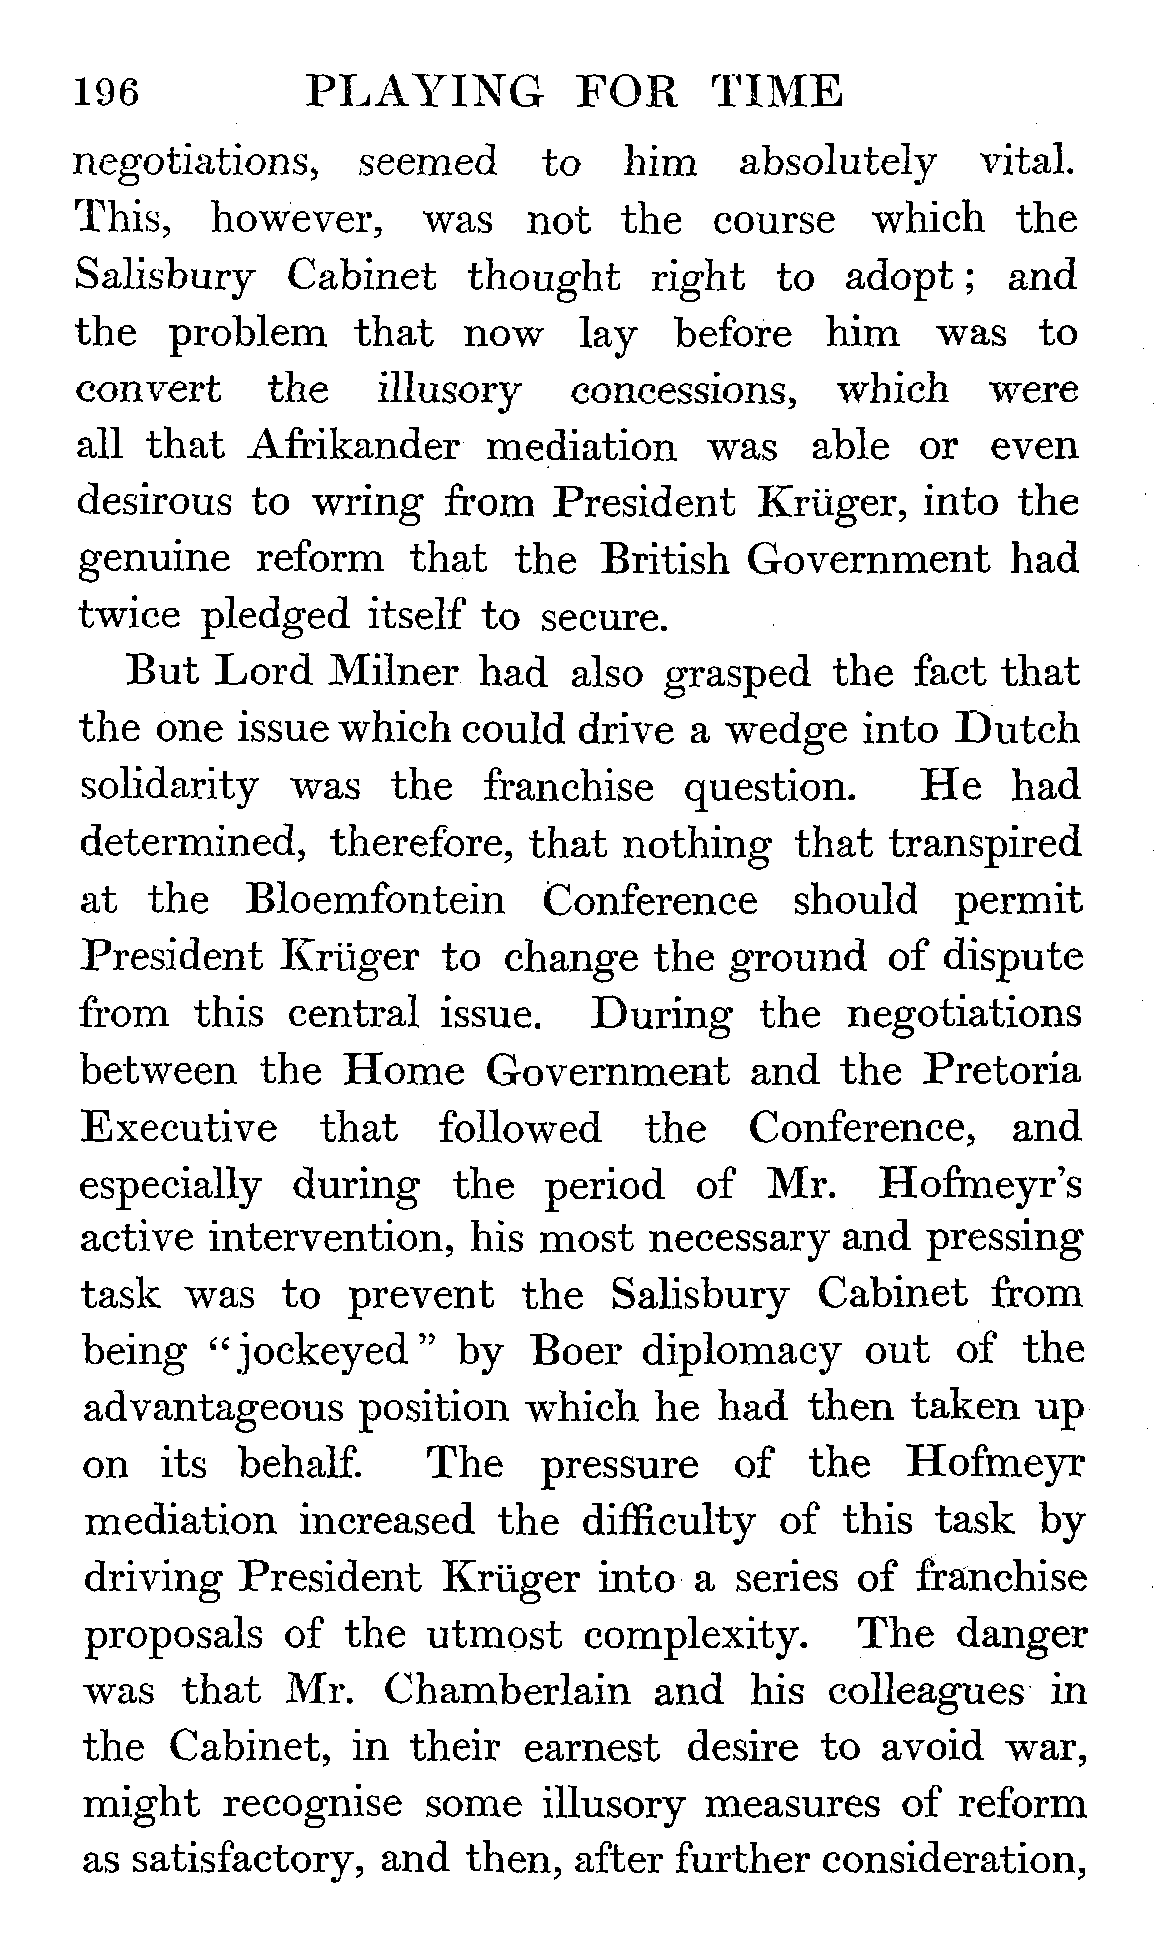 196 PLAYING FOR TIME
negotiations, seemed to him absolutely vital.
This, however, was not the course which the
Salisbury Cabinet thought right to adopt ; and
the problem that now lay before him was to
convert the illusory concessions, which were
all that Afrikander mediation was able or even
desirous to wring from President Krüger, into the
genuine reform that the British Government had
twice pledged itself to secure.
But Lord Milner had also grasped the fact that
the one issue which could drive a wedge into Dutch
solidarity was the franchise question. He had
determined, therefore, that nothing that transpired
at the Bloemfontein Conference should permit
President Krüger to change the ground of dispute
from this central issue. During the negotiations
between the Home Government and the Pretoria
Executive that followed the Conference, and
especially during the period of Mr. Hofmeyr's
active intervention, his most necessary and pressing
task was to prevent the Salisbury Cabinet from
being “jockeyed” by Boer diplomacy out of the
advantageous position which he had then taken up
on its behalf. The pressure of the Hofmeyr
mediation increased the difficulty of this task by
driving President Krüger into a series of franchise
proposals of the utmost complexity. The danger
was that Mr. Chamberlain and his colleagues in
the Cabinet, in their earnest desire to avoid war,
might recognise some illusory measures of reform
as satisfactory, and then, after further consideration,